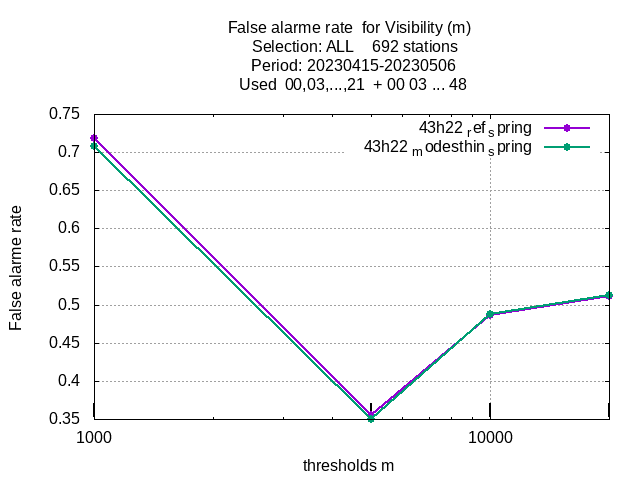 False alarme rate  for Visibility (m)
Selection: ALL    692 stations
Period: 20230415-20230506
Used  00,03,...,21  + 00 03 ... 48
43h22 ref spring
43h22 modesthin spring
0.75
0.7
0.65
0.6
0.55
0.5
0.45
0.4
0.35
False alarme rate
1000
10000
thresholds m